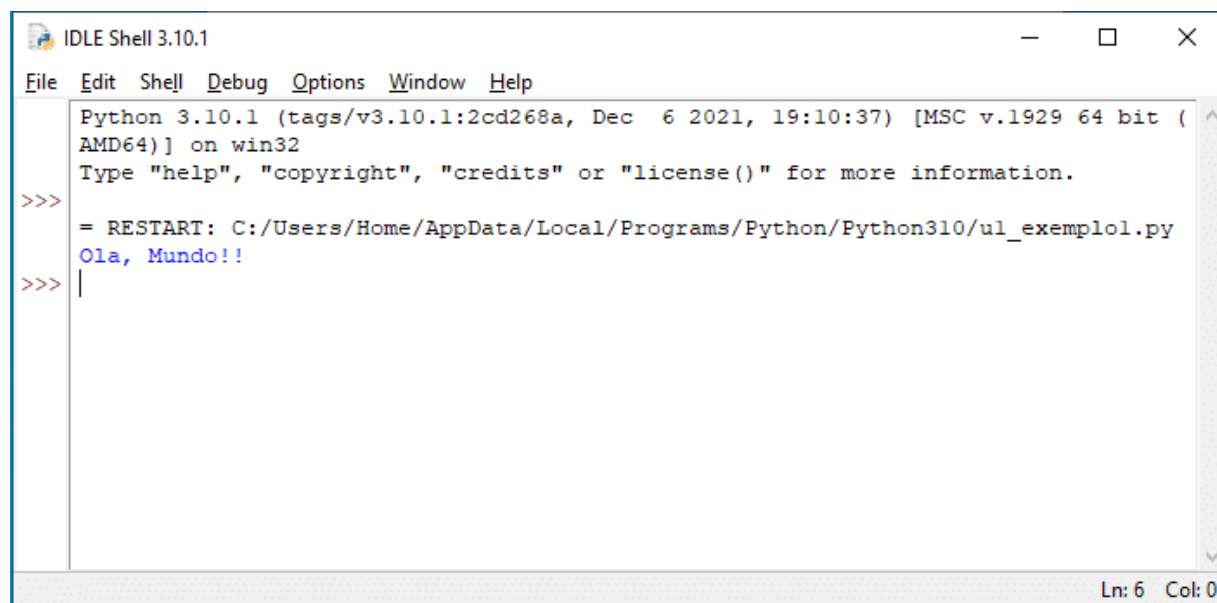 IDLE Shell 3.10.1
File Edit Shell Debug Options Window Help
Python 3.10.1 (tags/v3.10.1:2cd268a, Dec  6 2021, 19:10:37) [MSC v.1929 64 bit (
AMD64)] on win32
Type "help", "copyright", "credits" or "license()" for more information.
>>>
= RESTART: C:/Users/Home/AppData/Local/Programs/Python/Python310/u1_exemplo1.py
Ola, Mundo!!
>>>
Ln: 6 Col: 0